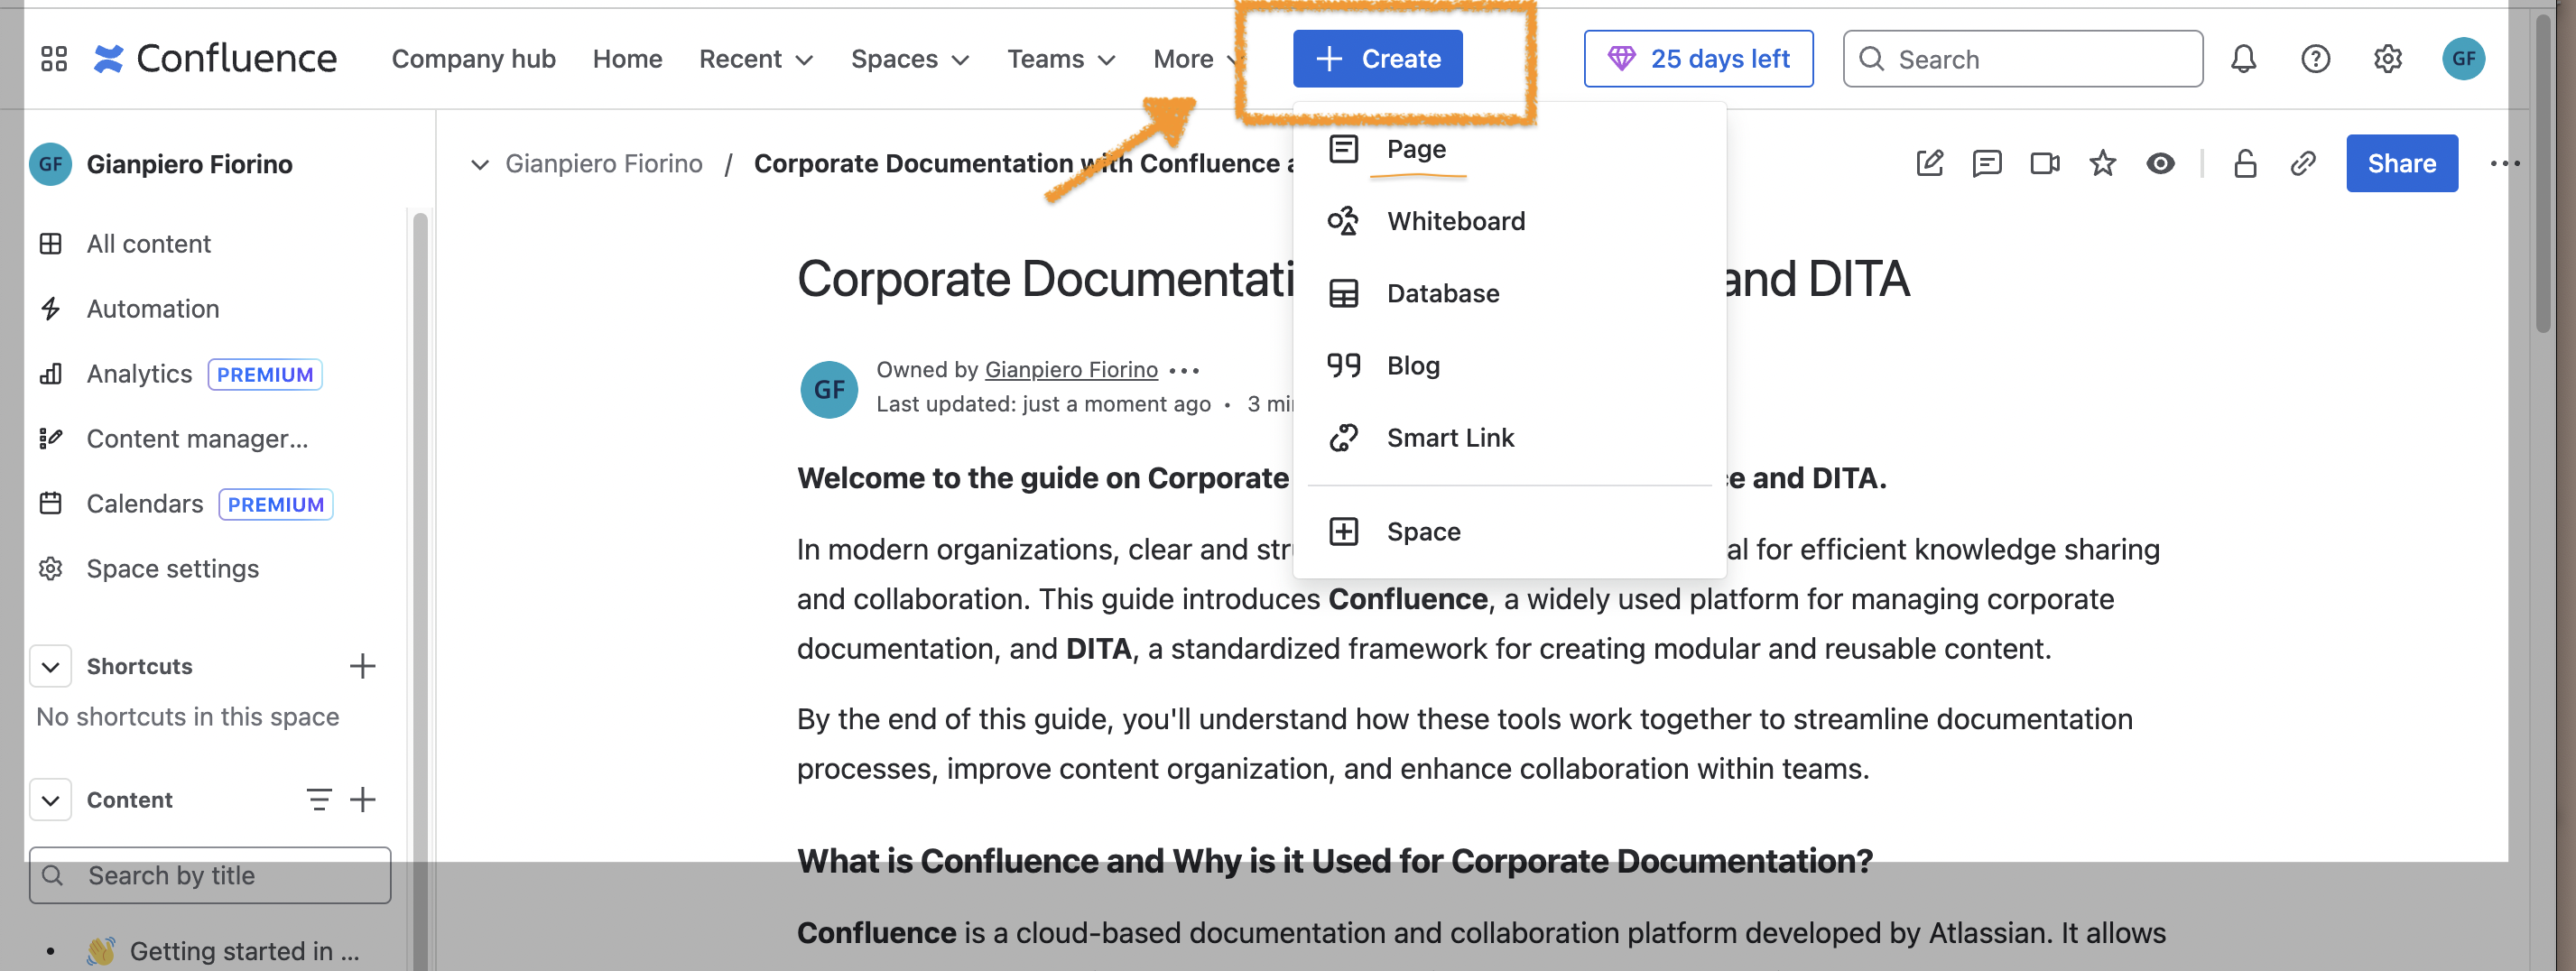 Confluence Company hub Home Recent Spaces Teams More + Create 25 days left Search GF
GF Gianpiero Fiorino
All content
Automation
Analytics PREMIUM
Content manager...
Calendars PREMIUM
Space settings
Shortcuts
No shortcuts in this space
Content
Search by title
• 👋 Getting started in ...
Gianpiero Fiorino / Corporate Documentation with Confluence a
Share
Page
Whiteboard
Database
Blog
Smart Link
Space
Corporate Documentati and DITA
GF
Owned by Gianpiero Fiorino •••
Last updated: just a moment ago • 3 mi
Welcome to the guide on Corporate e and DITA.
In modern organizations, clear and str al for efficient knowledge sharing
and collaboration. This guide introduces Confluence, a widely used platform for managing corporate
documentation, and DITA, a standardized framework for creating modular and reusable content.
By the end of this guide, you'll understand how these tools work together to streamline documentation
processes, improve content organization, and enhance collaboration within teams.
What is Confluence and Why is it Used for Corporate Documentation?
Confluence is a cloud-based documentation and collaboration platform developed by Atlassian. It allows